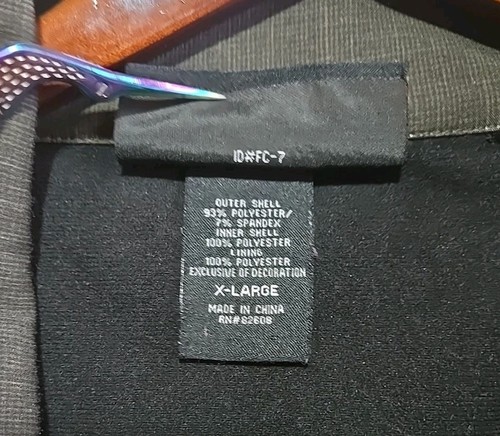 ID#FC-7
OUTER SHELL
93% POLYESTER/
7% SPANDEX
INNER SHELL
100% POLYESTER
LINING
100% POLYESTER
EXCLUSIVE OF DECORATION
X-LARGE
MADE IN CHINA
RN#82608